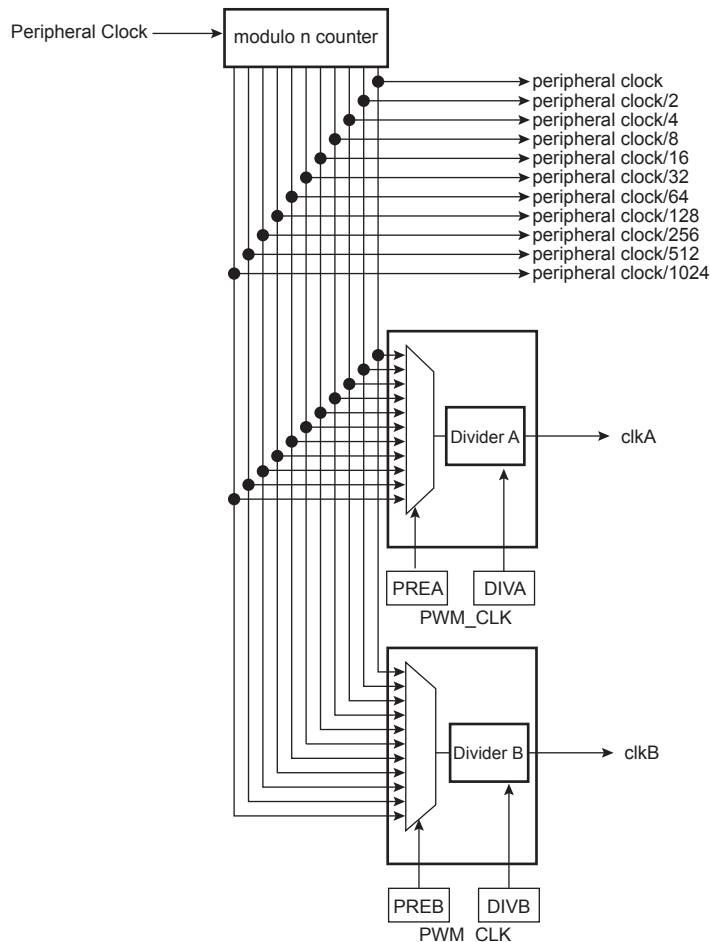 Peripheral Clock
modulo n counter
peripheral clock
peripheral clock/2
peripheral clock/4
peripheral clock/8
peripheral clock/16
peripheral clock/32
peripheral clock/64
peripheral clock/128
peripheral clock/256
peripheral clock/512
peripheral clock/1024
Divider A
clkA
PREA
DIVA
PWM_CLK
Divider B
clkB
PREB
DIVB
PWM_CLK